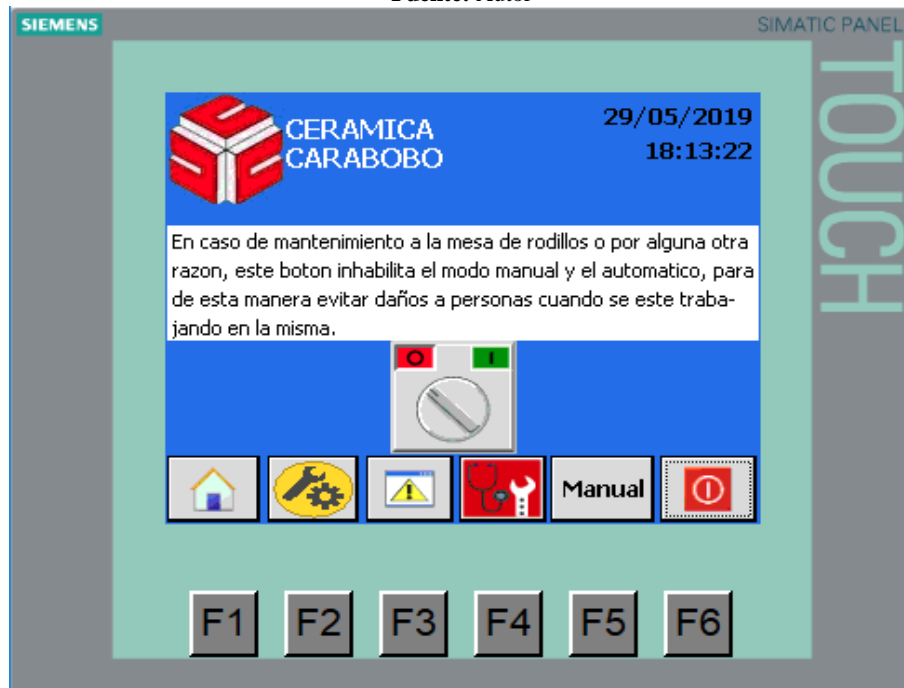 Fuente: Autor
SIEMENS
SIMATIC PANEL
TOUCH
CERAMICA
CARABOBO
29/05/2019
18:13:22
En caso de mantenimiento a la mesa de rodillos o por alguna otra
razon, este boton inhabilita el modo manual y el automatico, para
de esta manera evitar daños a personas cuando se este traba-
jando en la misma.
O I
Manual
F1 F2 F3 F4 F5 F6